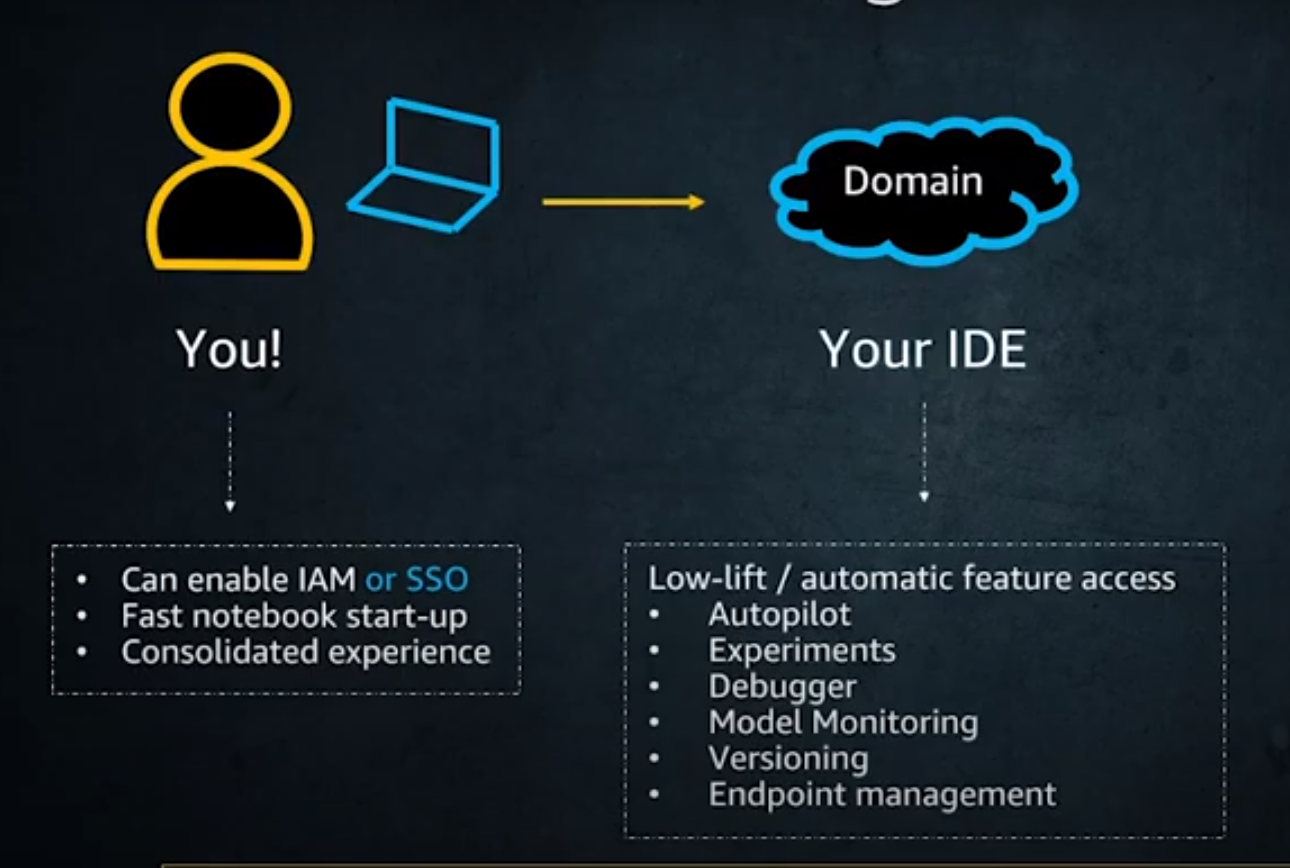 Domain
You!
Your IDE
• Can enable IAM or SSO
• Fast notebook start-up
• Consolidated experience
Low-lift / automatic feature access
• Autopilot
• Experiments
• Debugger
• Model Monitoring
• Versioning
• Endpoint management